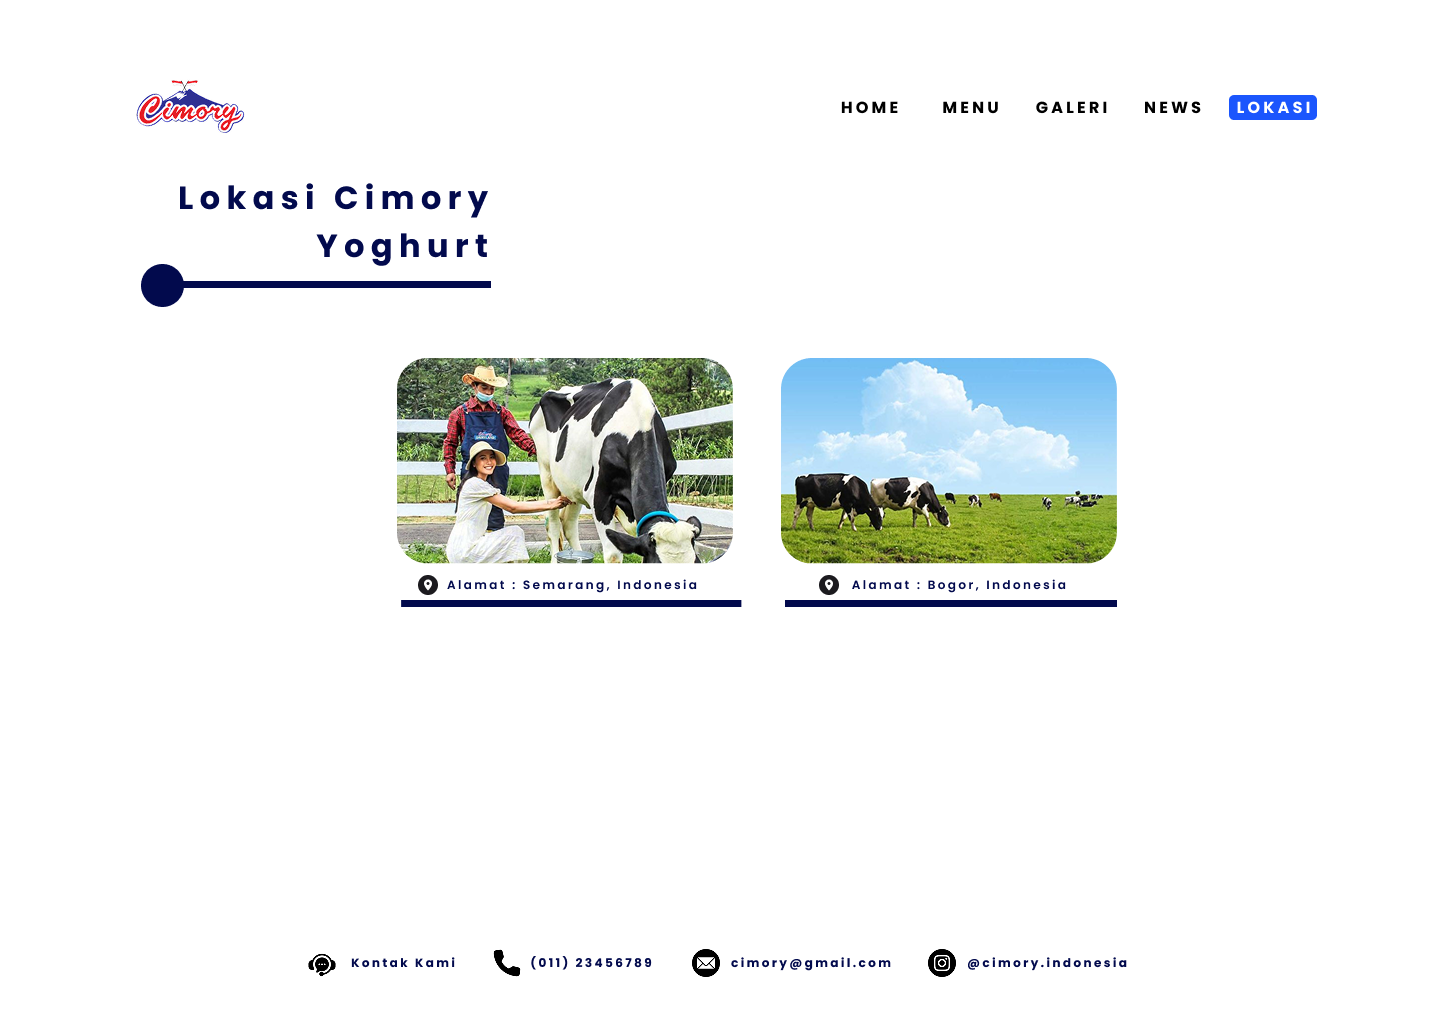 Cimory
HOME MENU GALERI NEWS LOKASI
Lokasi Cimory
Yoghurt
Alamat : Semarang, Indonesia
Alamat : Bogor, Indonesia
Kontak Kami (011) 23456789 cimory@gmail.com @cimory.indonesia